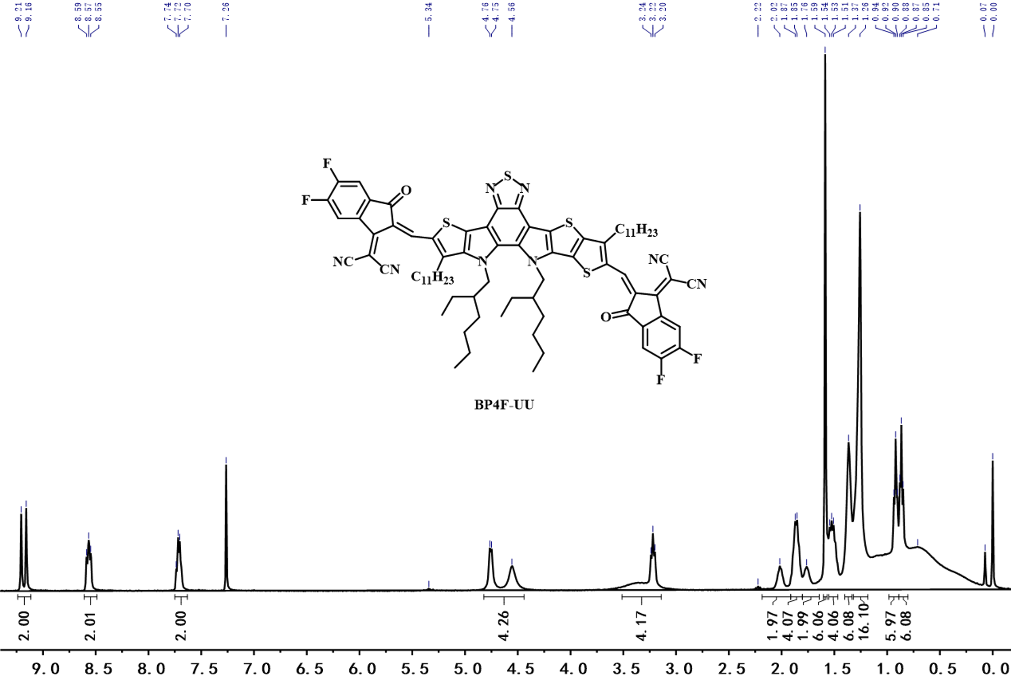 9.21
9.16
8.59
8.57
8.55
7.74
7.72
7.70
7.26
5.34
4.76
4.75
4.56
3.24
3.22
3.20
2.22
2.02
1.87
1.85
1.76
1.59
1.54
1.53
1.51
1.37
1.26
0.94
0.92
0.90
0.88
0.87
0.85
0.71
0.07
0.00
F
F
O
N
S
N
S
S
C11H23
NC
CN
C11H23
N
N
S
NC
CN
O
F
F
BP4F-UU
2.00
2.01
2.00
4.26
4.17
1.97
4.07
1.99
6.06
4.06
6.08
16.10
5.97
6.08
9.0 8.5 8.0 7.5 7.0 6.5 6.0 5.5 5.0 4.5 4.0 3.5 3.0 2.5 2.0 1.5 1.0 0.5 0.0